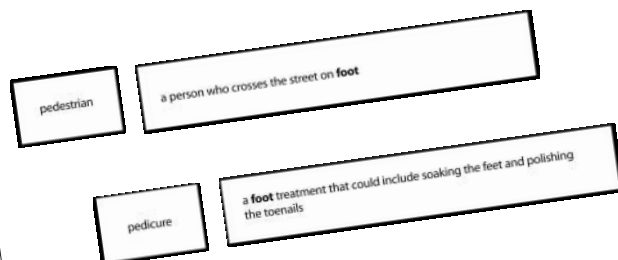 pedestrian
a person who crosses the street on foot
pedicure
a foot treatment that could include soaking the feet and polishing
the toenails